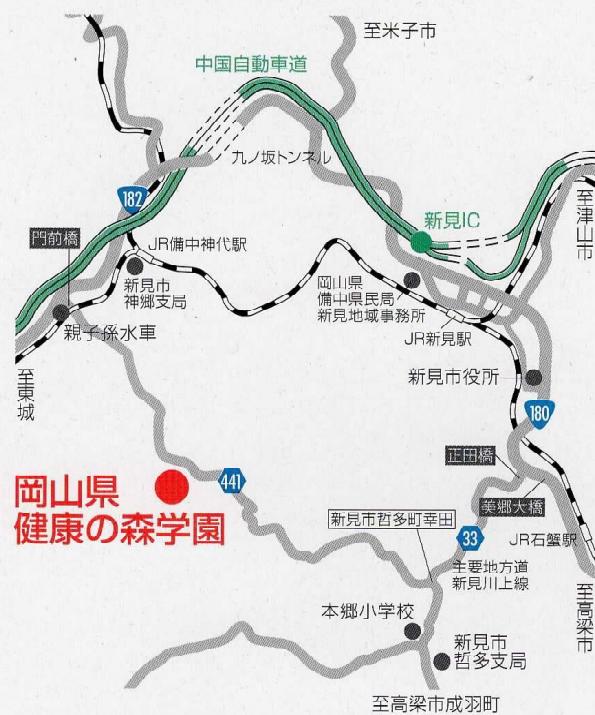 至米子市
中国自動車道
九ノ坂トンネル
182
新見IC
至津山市
門前橋
JR備中神代駅
新見市
神郷支局
岡山県
備中県民局
新見地域事務所
親子孫水車
JR新見駅
至東城
新見市役所
180
正田橋
岡山県
健康の森学園
441
美郷大橋
新見市哲多町幸田
33
JR石蟹駅
主要地方道
新見川上線
至高梁市
本郷小学校
新見市
哲多支局
至高梁市成羽町